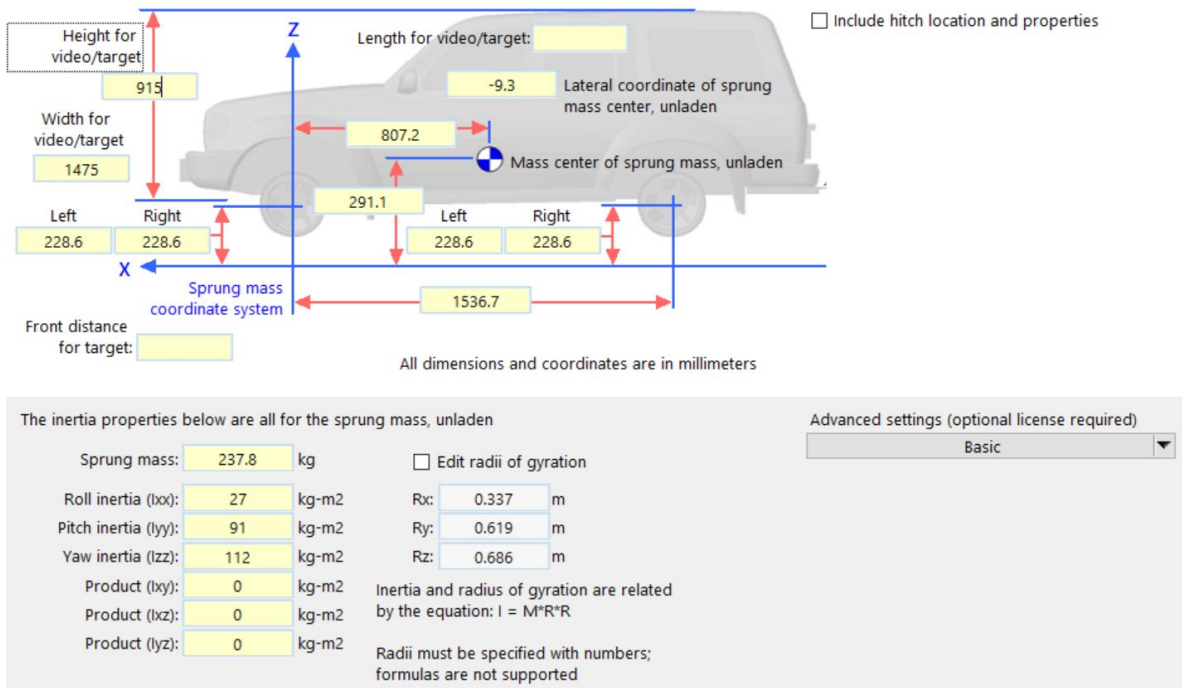 Height for
video/target
915
Z
Length for video/target:
Include hitch location and properties
-9.3
Lateral coordinate of sprung
mass center, unladen
Width for
video/target
1475
807.2
Mass center of sprung mass, unladen
291.1
Left Right
228.6 228.6
Left Right
228.6 228.6
X
Sprung mass
coordinate system
1536.7
Front distance
for target:
All dimensions and coordinates are in millimeters
The inertia properties below are all for the sprung mass, unladen
Advanced settings (optional license required)
Basic
Sprung mass: 237.8 kg
Edit radii of gyration
Roll inertia (Ixx): 27 kg-m2
Rx: 0.337 m
Pitch inertia (Iyy): 91 kg-m2
Ry: 0.619 m
Yaw inertia (Izz): 112 kg-m2
Rz: 0.686 m
Product (Ixy): 0 kg-m2
Product (Ixz): 0 kg-m2
Product (Iyz): 0 kg-m2
Inertia and radius of gyration are related
by the equation: I = M*R*R
Radii must be specified with numbers;
formulas are not supported